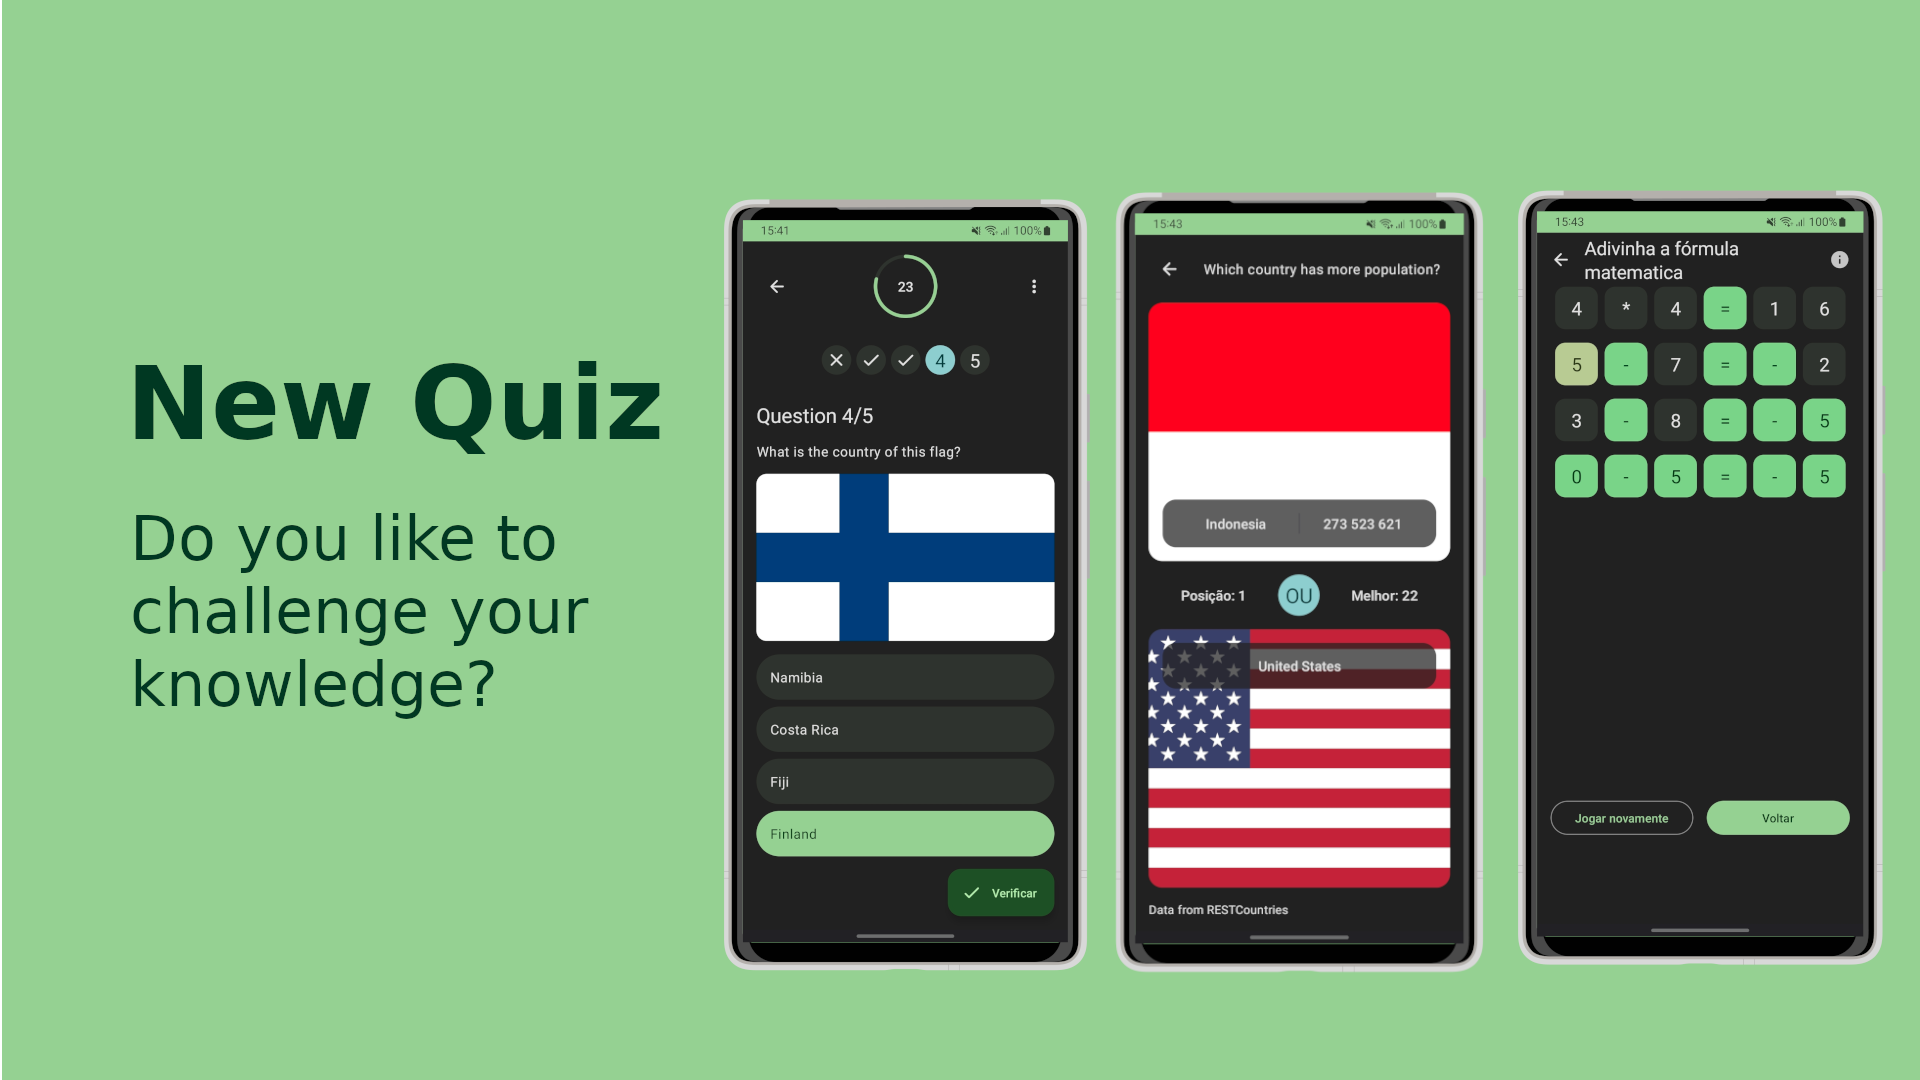 New Quiz
Do you like to
challenge your
knowledge?
15:41 100%
23
4 5
Question 4/5
What is the country of this flag?
Namibia
Costa Rica
Fiji
Finland
Verificar
15:43 100%
Which country has more population?
Indonesia 273 523 621
Posição: 1 OU Melhor: 22
United States
Data from RESTCountries
15:43 100%
Adivinha a fórmula
matematica
4 * 4 = 1 6
5 - 7 = - 2
3 - 8 = - 5
0 - 5 = - 5
Jogar novamente Voltar